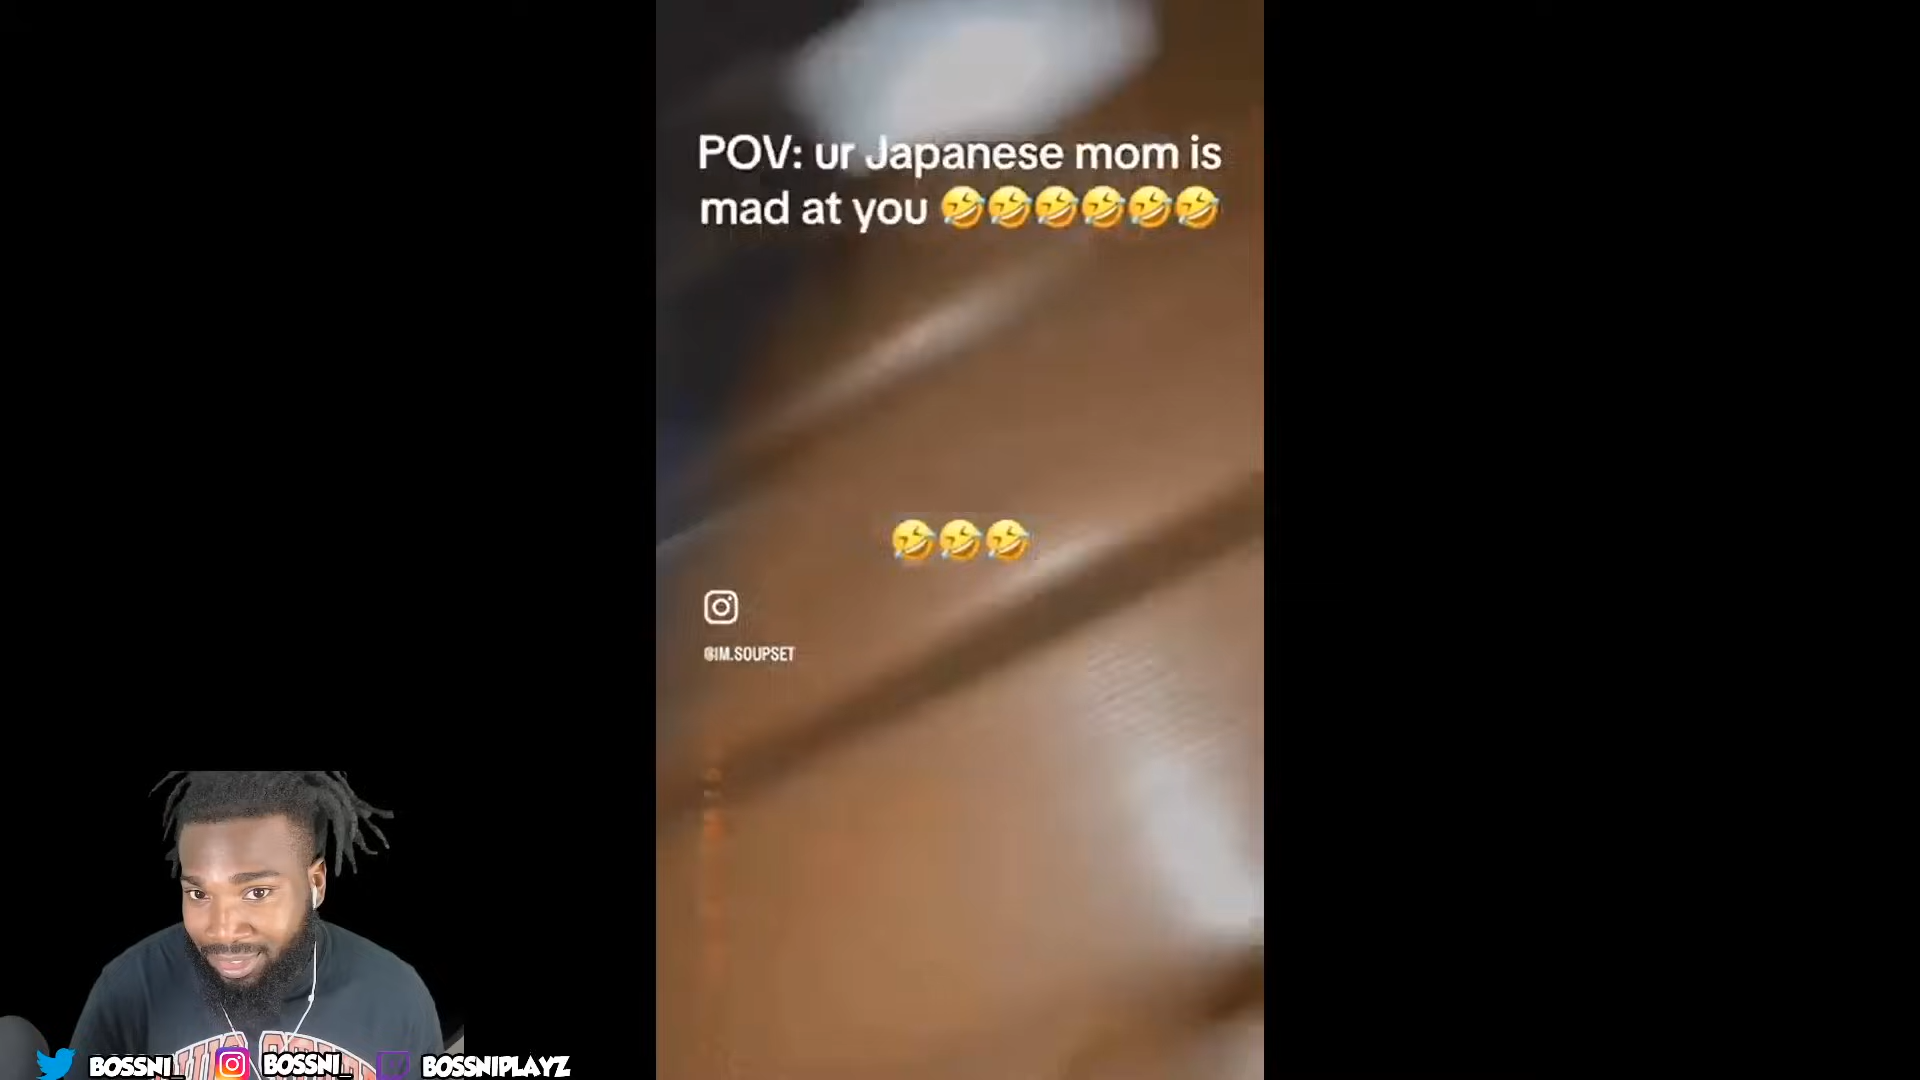 POV: ur Japanese mom is
mad at you 🤣🤣🤣🤣🤣🤣
🤣🤣🤣
@IM.SOUPSET
BOSSNI_
BOSSNI_
BOSSNIPLAYZ